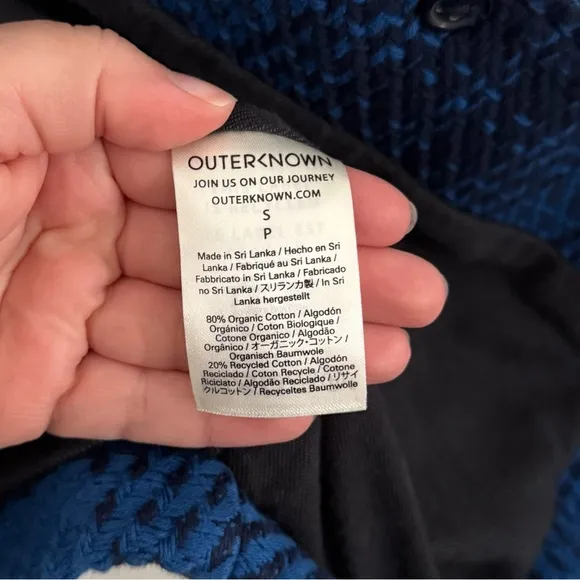 OUTERKNOWN
JOIN US ON OUR JOURNEY
OUTERKNOWN.COM
S
P
Made in Sri Lanka / Hecho en Sri
Lanka / Fabriqué au Sri Lanka /
Fabbricato in Sri Lanka / Fabricado
no Sri Lanka / スリランカ製 / In Sri
Lanka hergestellt
80% Organic Cotton / Algodón
Orgánico / Coton Biologique /
Cotone Organico / Algodão
Orgânico / オーガニック・コットン /
Organisch Baumwole
20% Recycled Cotton / Algodón
Reciclado / Coton Recycle / Cotone
Riciclato / Algodão Reciclado / リサイ
クルコットン / Recyceltes Baumwolle